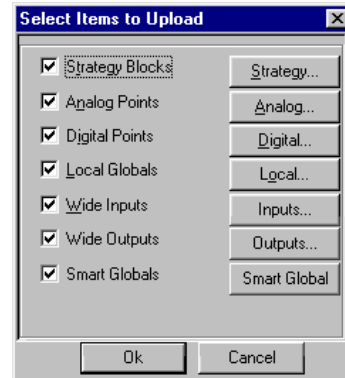 Select Items to Upload
Strategy Blocks Strategy...
Analog Points Analog...
Digital Points Digital...
Local Globals Local...
Wide Inputs Inputs...
Wide Outputs Outputs...
Smart Globals Smart Global
Ok Cancel